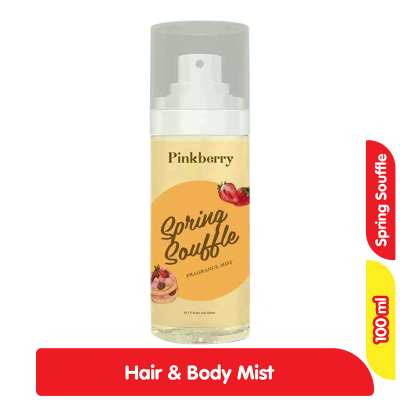 Pinkberry
Spring
Souffle
FRAGRANCE MIST
Spring Souffle
100 ml
Hair & Body Mist